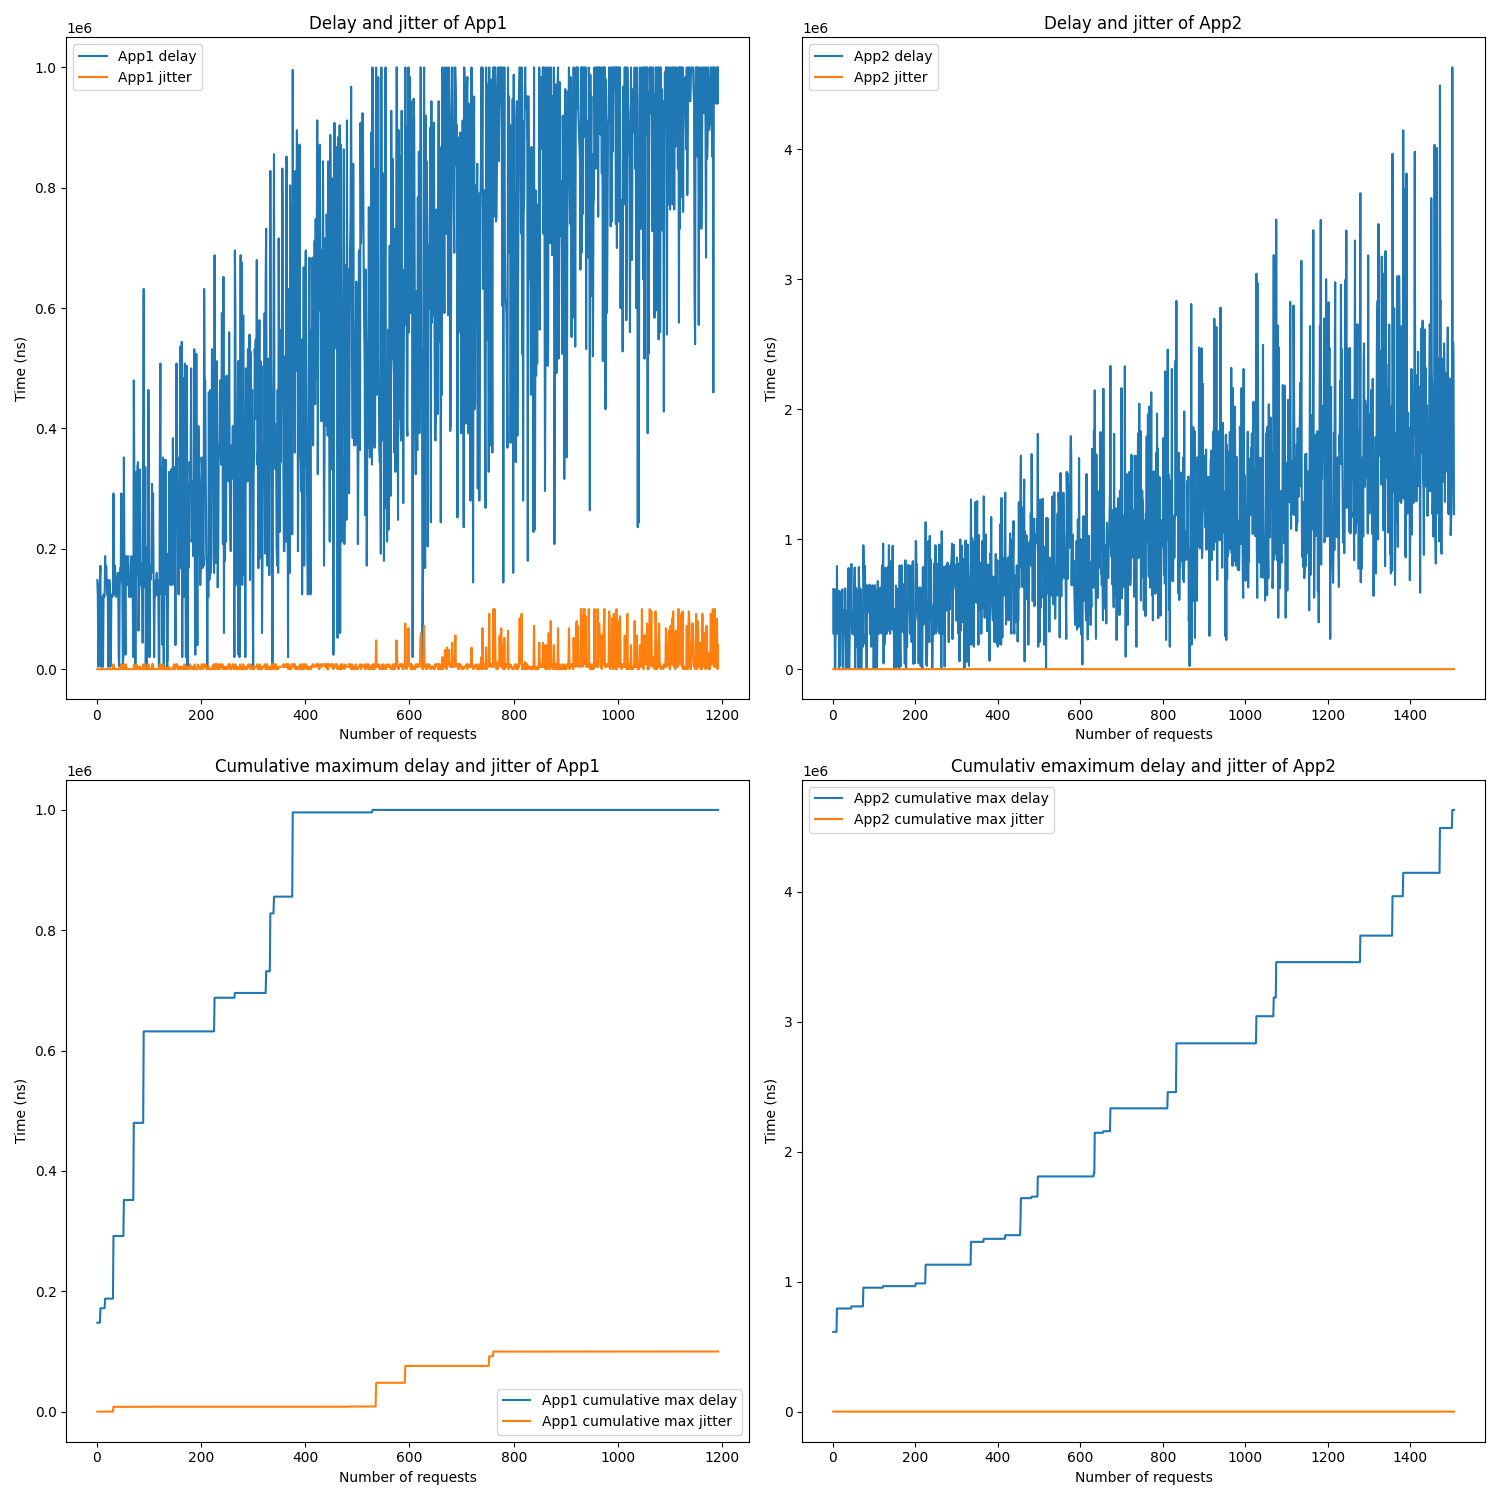 Delay and jitter of App1
1e6
App1 delay
App1 jitter
1.0
0.8
0.6
0.4
0.2
0.0
Time (ns)
0 200 400 600 800 1000 1200
Number of requests
Delay and jitter of App2
1e6
App2 delay
App2 jitter
4
3
2
1
0
Time (ns)
0 200 400 600 800 1000 1200 1400
Number of requests
Cumulative maximum delay and jitter of App1
1e6
1.0
0.8
0.6
0.4
0.2
0.0
Time (ns)
App1 cumulative max delay
App1 cumulative max jitter
0 200 400 600 800 1000 1200
Number of requests
Cumulativ emaximum delay and jitter of App2
1e6
App2 cumulative max delay
App2 cumulative max jitter
4
3
2
1
0
Time (ns)
0 200 400 600 800 1000 1200 1400
Number of requests